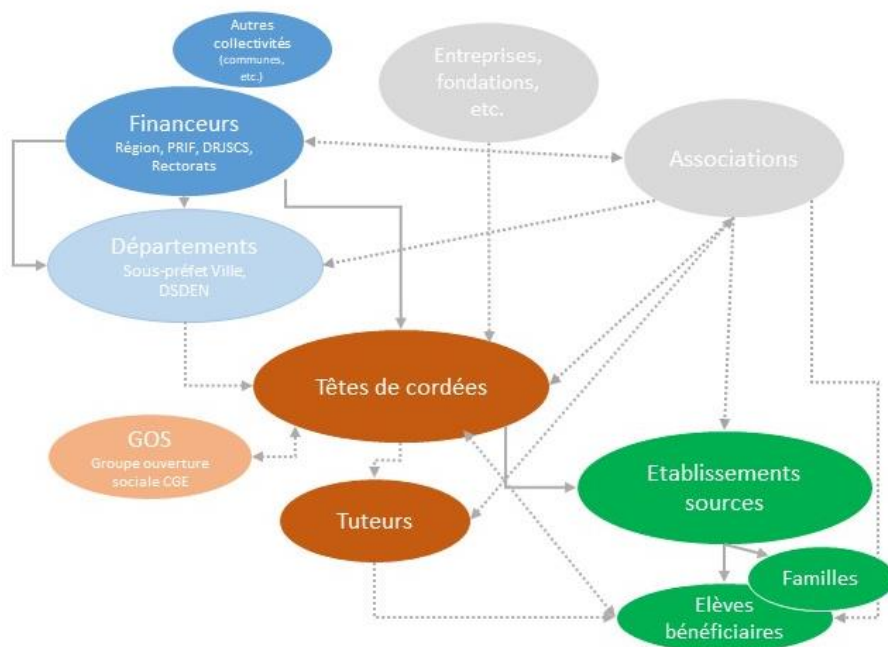 Autres
collectivités
(communes,
etc.)
Entreprises,
fondations,
etc.
Financeurs
Région, PRIF, DRJSCS,
Rectorats
Associations
Départements
Sous-préfet Ville,
DSDEN
Têtes de cordées
GOS
Groupe ouverture
sociale CGE
Etablissements
sources
Tuteurs
Familles
Elèves
bénéficiaires